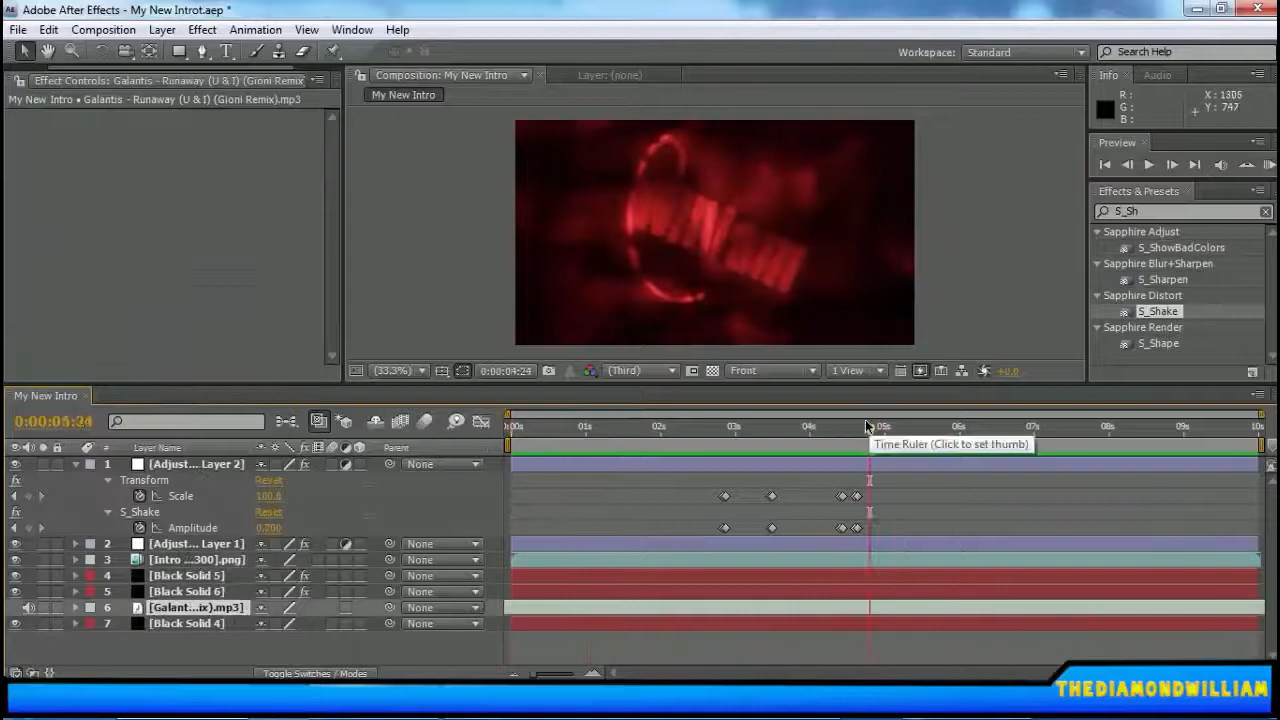 Adobe After Effects - My New Introt.aep *
File Edit Composition Layer Effect Animation View Window Help
Workspace: Standard Search Help
Effect Controls: Galantis - Runaway (U & I) (Gioni Remix
My New Intro • Galantis - Runaway (U & I) (Gioni Remix).mp3
Composition: My New Intro Layer: (none)
My New Intro
Info Audio
R: X: 1305
G: Y: 747
B:
Preview
Effects & Presets
S_Sh
Sapphire Adjust
S_ShowBadColors
Sapphire Blur+Sharpen
S_Sharpen
Sapphire Distort
S_Shake
Sapphire Render
S_Shape
(33.3%) 0:00:04:24 (Third) Front 1 View +0.0
My New Intro
00s 01s 02s 03s 04s 05s 06s 07s 08s 09s 10s
Time Ruler (Click to set thumb)
# Layer Name Parent
1 [Adjust...Layer 2] None
Transform Reset
Scale 100.0
S_Shake Reset
Amplitude 0.700
2 [Adjust...Layer 1] None
3 [Intro ...300].png None
4 [Black Solid 5] None
5 [Black Solid 6] None
6 [Galant...ix).mp3] None
7 [Black Solid 4] None
Toggle Switches / Modes
THEDIAMONDWILLIAM